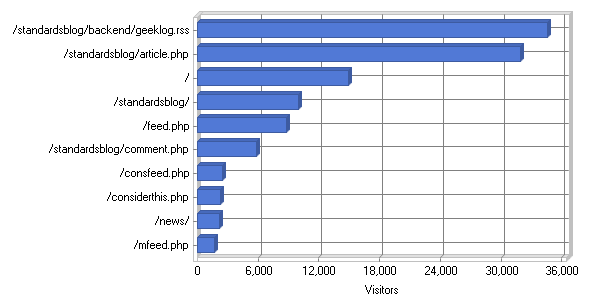 /standardsblog/backend/geeklog.rss
/standardsblog/article.php
/
/standardsblog/
/feed.php
/standardsblog/comment.php
/consfeed.php
/considerthis.php
/news/
/mfeed.php
0 6,000 12,000 18,000 24,000 30,000 36,000
Visitors